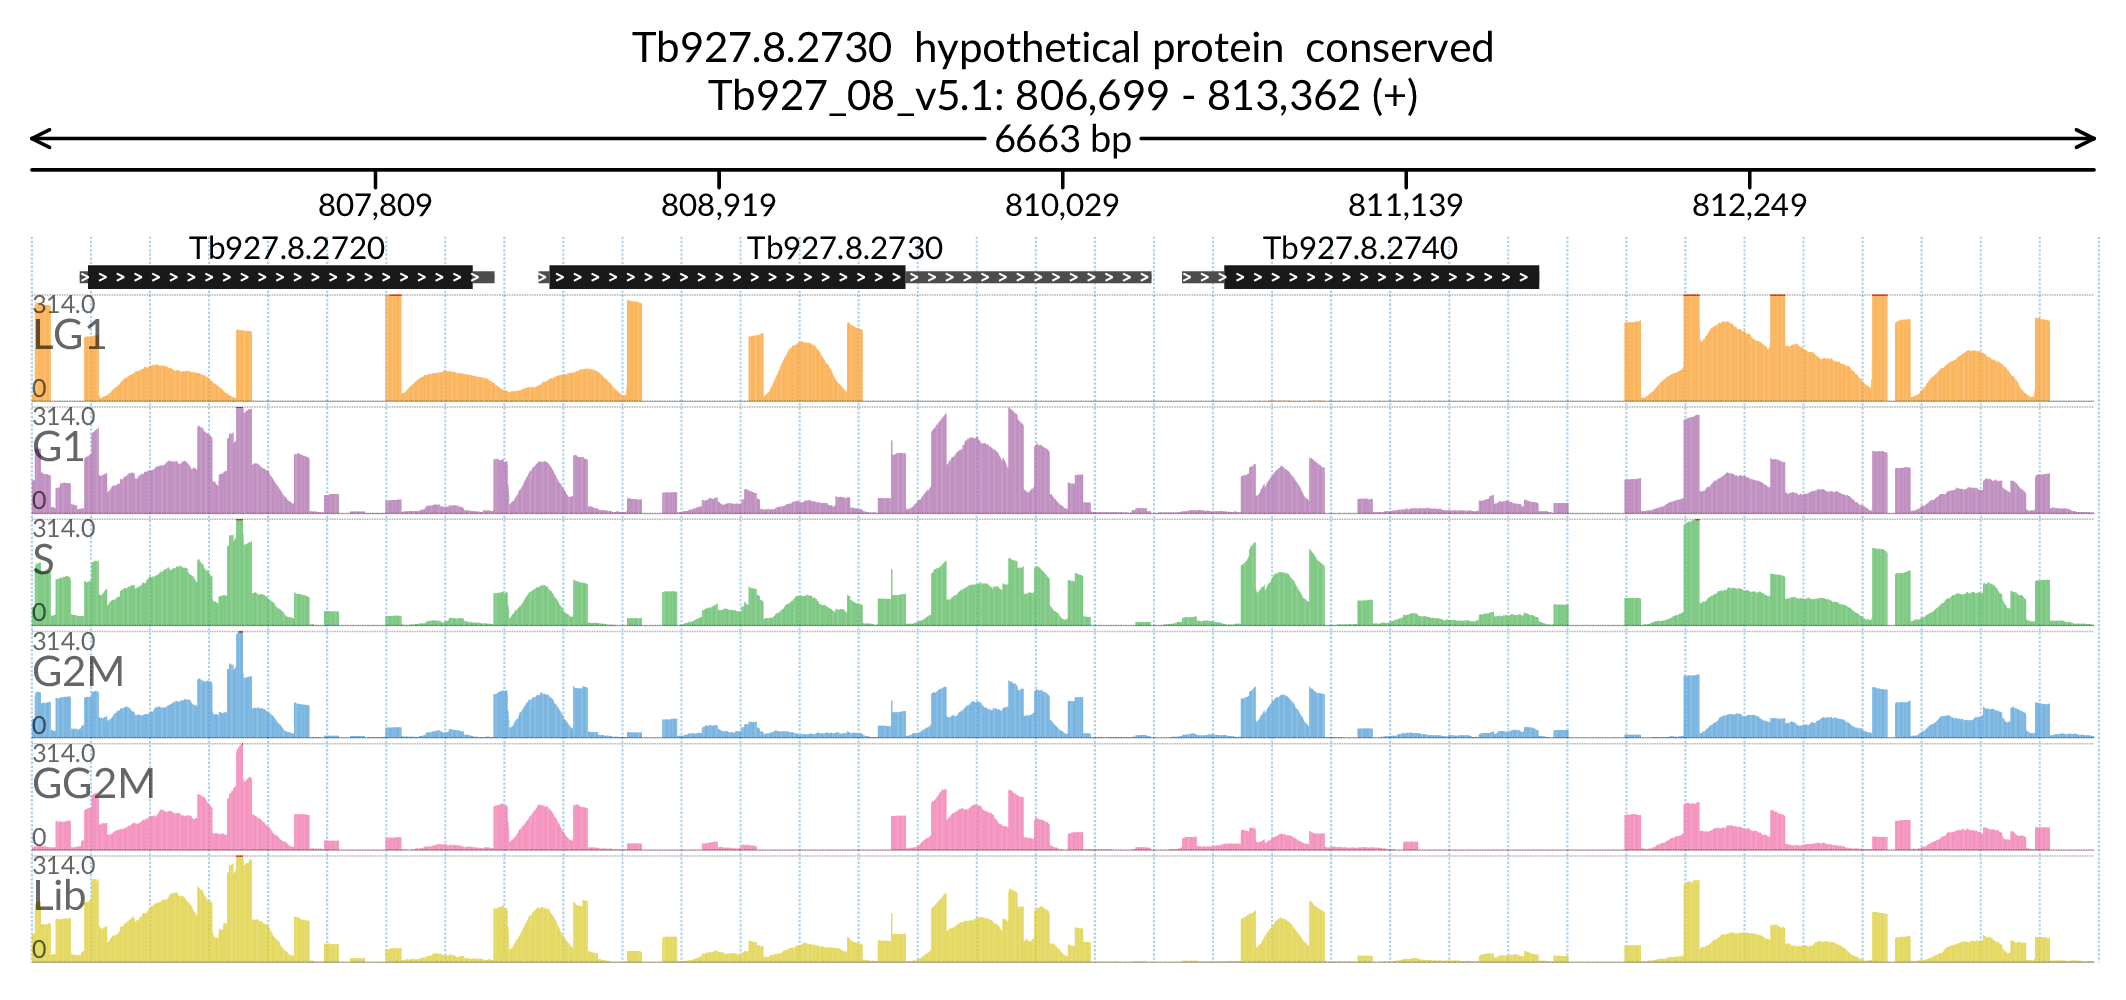 Tb927.8.2730  hypothetical protein  conserved
Tb927_08_v5.1: 806,699 - 813,362 (+)
6663 bp
807,809 808,919 810,029 811,139 812,249
Tb927.8.2720 Tb927.8.2730 Tb927.8.2740
314.0
LG1
0
314.0
G1
0
314.0
S
0
314.0
G2M
0
314.0
GG2M
0
314.0
Lib
0